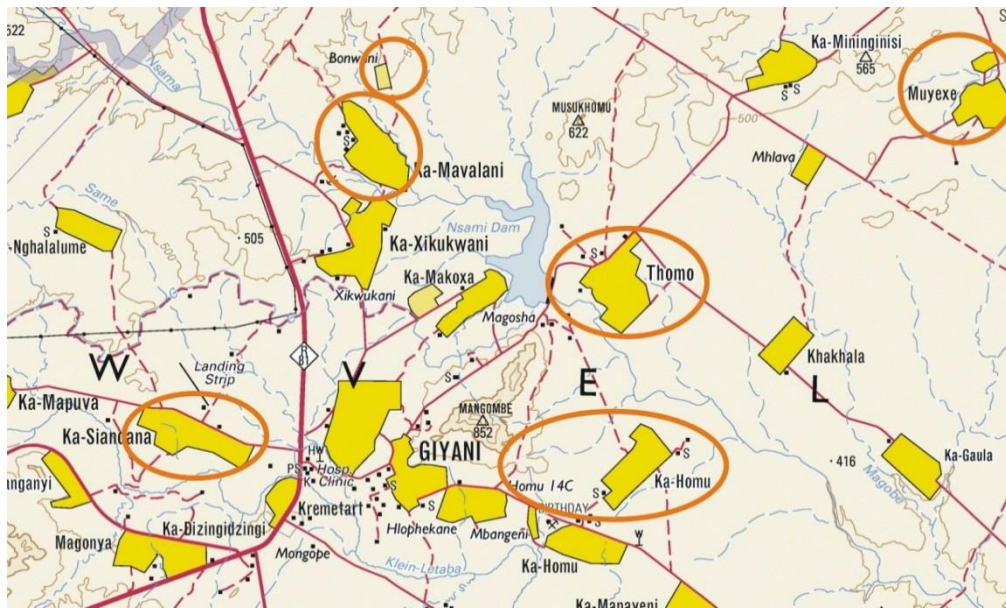 522
Nsama
Bonwani
500
Ka-Mininginisi
565
S
S S
Muyexe
MUSUKHOMU
622
500
S
Ka-Mavalani
Mhlava
Same
S
-Nghalalume
500
505
Nsami Dam
Ka-Xikukwani
S
Thomo
Ka-Makoxa
Xikwukani
Magosha
R
81
Khakhala
W
V
E
L
Landing
Strip
S
Ka-Mapuva
MANGOMBE
852
Ka-Siandana
GIYANI
HW
PS
Hosp.
K
Clinic
S
S
Ka-Homu
416
Ka-Gaula
Magobe
anganyi
Homu 14C
S
Kremetart
S
BIRTHDAY
S
Ka-Dizingidzingi
Hlophekane
Mbangeni
Magonya
Mongope
Klein-Letaba
Ka-Homu
S
Ka-Manaveni